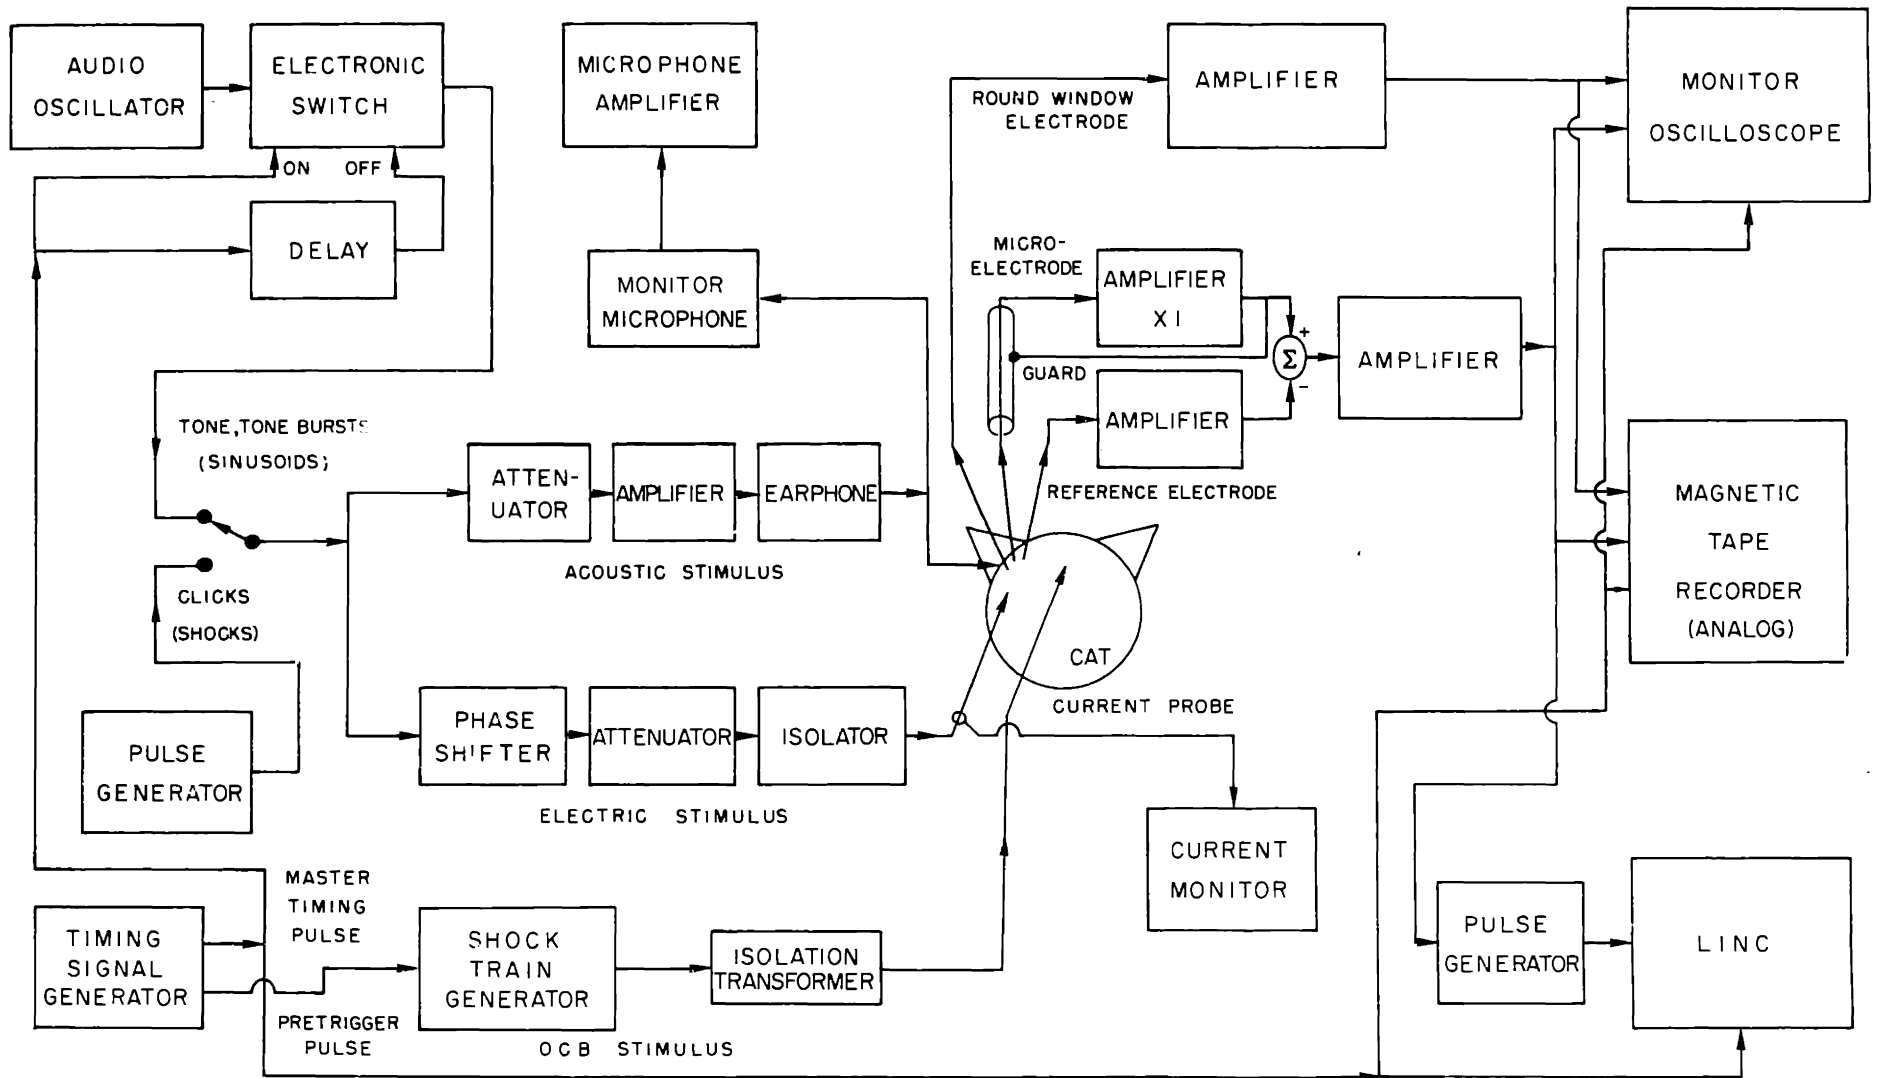 AUDIO
OSCILLATOR
ELECTRONIC
SWITCH
ON
OFF
DELAY
MICROPHONE
AMPLIFIER
MONITOR
MICROPHONE
ROUND WINDOW
ELECTRODE
AMPLIFIER
MONITOR
OSCILLOSCOPE
MICRO-
ELECTRODE
AMPLIFIER
X1
GUARD
+
Σ
-
AMPLIFIER
AMPLIFIER
REFERENCE ELECTRODE
TONE, TONE BURSTS
(SINUSOIDS)
ATTEN-
UATOR
AMPLIFIER
EARPHONE
ACOUSTIC STIMULUS
CLICKS
(SHOCKS)
MAGNETIC
TAPE
RECORDER
(ANALOG)
CAT
CURRENT PROBE
PULSE
GENERATOR
PHASE
SHIFTER
ATTENUATOR
ISOLATOR
ELECTRIC STIMULUS
CURRENT
MONITOR
MASTER
TIMING
PULSE
TIMING
SIGNAL
GENERATOR
PRETRIGGER
PULSE
SHOCK
TRAIN
GENERATOR
ISOLATION
TRANSFORMER
OCB STIMULUS
PULSE
GENERATOR
LINC